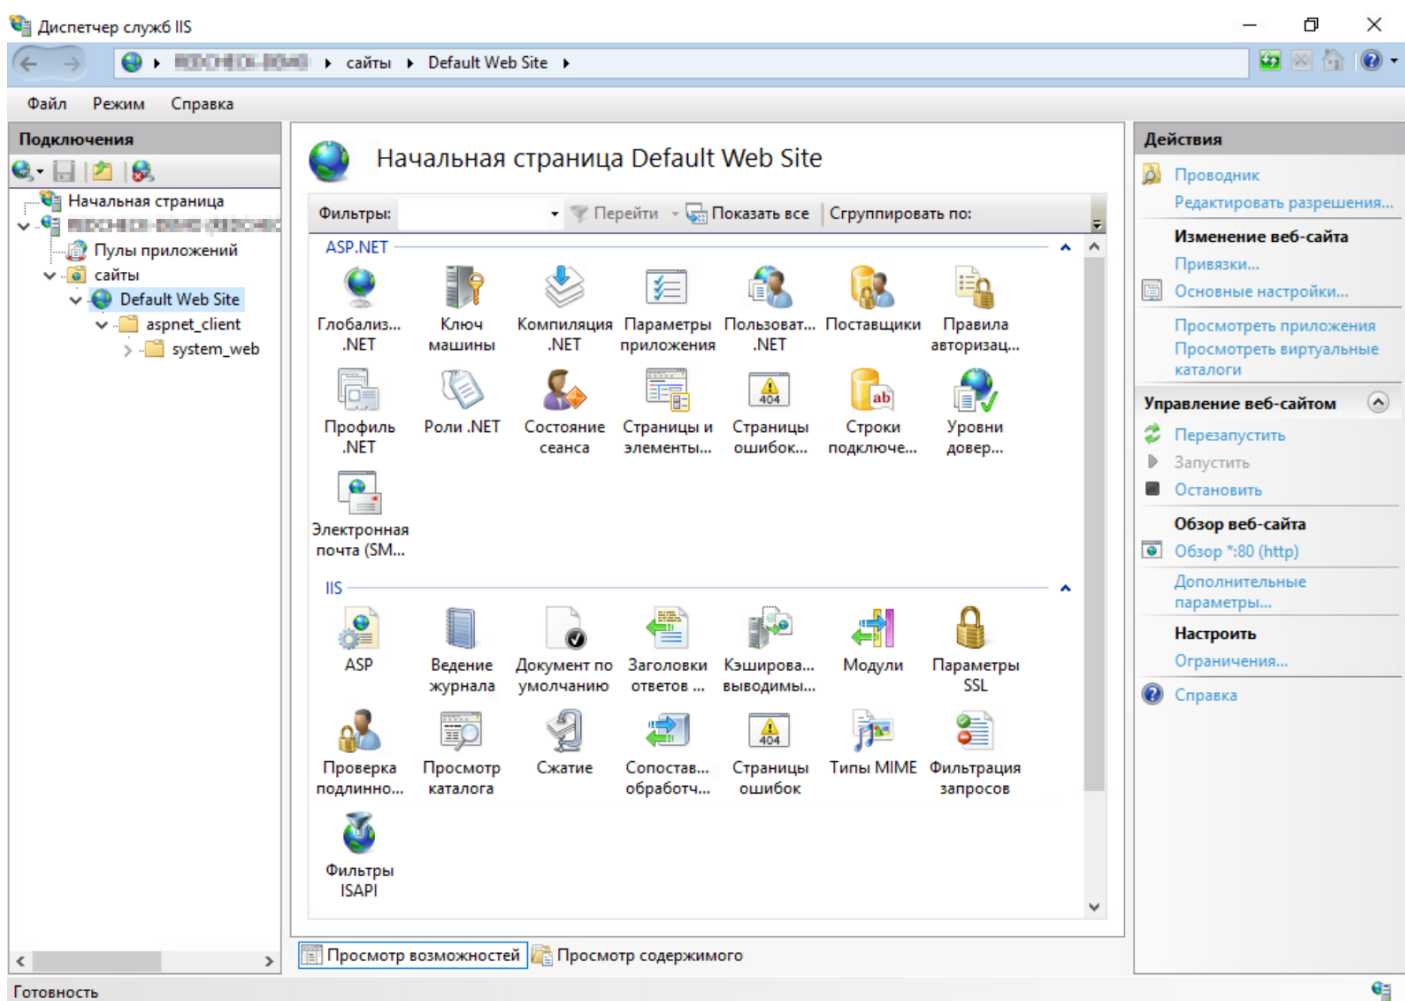 Диспетчер служб IIS
сайты
Default Web Site
Файл Режим Справка
Подключения
Начальная страница
Пулы приложений
сайты
Default Web Site
aspnet_client
system_web
Начальная страница Default Web Site
Фильтры: Перейти Показать все Сгруппировать по:
ASP.NET
Глобализ... .NET
Ключ машины
Компиляция .NET
Параметры приложения
Пользоват... .NET
Поставщики
Правила авторизац...
Профиль .NET
Роли .NET
Состояние сеанса
Страницы и элементы...
404
Страницы ошибок...
ab
Строки подключе...
Уровни довер...
Электронная почта (SM...
IIS
ASP
Ведение журнала
Документ по умолчанию
Заголовки ответов ...
Кэширова... выводимы...
Модули
Параметры SSL
Проверка подлинно...
Просмотр каталога
Сжатие
Сопостав... обработч...
404
Страницы ошибок
Типы MIME
Фильтрация запросов
Фильтры ISAPI
Просмотр возможностей
Просмотр содержимого
Действия
Проводник
Редактировать разрешения...
Изменение веб-сайта
Привязки...
Основные настройки...
Просмотреть приложения
Просмотреть виртуальные
каталоги
Управление веб-сайтом
Перезапустить
Запустить
Остановить
Обзор веб-сайта
Обзор *:80 (http)
Дополнительные
параметры...
Настроить
Ограничения...
Справка
Готовность